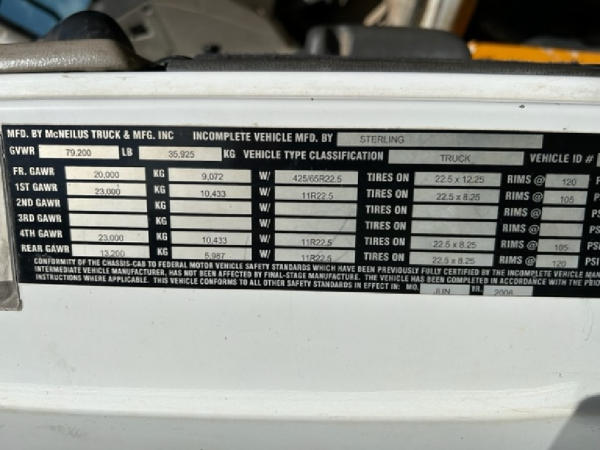 MFD. BY McNEILUS TRUCK & MFG. INC INCOMPLETE VEHICLE MFD. BY STERLING
GVWR 79,200 LB 35,925 KG VEHICLE TYPE CLASSIFICATION TRUCK VEHICLE ID #
FR. GAWR 20,000 KG 9,072 W/ 425/65R22.5 TIRES ON 22.5 x 12.25 RIMS @ 120
1ST GAWR 23,000 KG 10,433 W/ 11R22.5 TIRES ON 22.5 x 8.25 RIMS @ 105
2ND GAWR KG W/ TIRES ON RIMS @
3RD GAWR KG W/ TIRES ON RIMS @
4TH GAWR 23,000 KG 10,433 W/ 11R22.5 TIRES ON 22.5 x 8.25 RIMS @ 105
REAR GAWR 13,200 KG 5,987 W/ 11R22.5 TIRES ON 22.5 x 8.25 RIMS @ 120 PSI
CONFORMITY OF THE CHASSIS-CAB TO FEDERAL MOTOR VEHICLE SAFETY STANDARDS WHICH HAVE BEEN PREVIOUSLY FULLY CERTIFIED BY THE INCOMPLETE VEHICLE MAN
INTERMEDIATE VEHICLE MANUFACTURER, HAS NOT BEEN AFFECTED BY FINAL-STAGE MANUFACTURER. THE VEHICLE HAS BEEN COMPLETED IN ACCORDANCE WITH THE PRIO
INSTRUCTIONS WHERE APPLICABLE. THIS VEHICLE CONFORMS TO ALL OTHER SAFETY STANDARDS IN EFFECT IN: MO. JUN YR. 2006